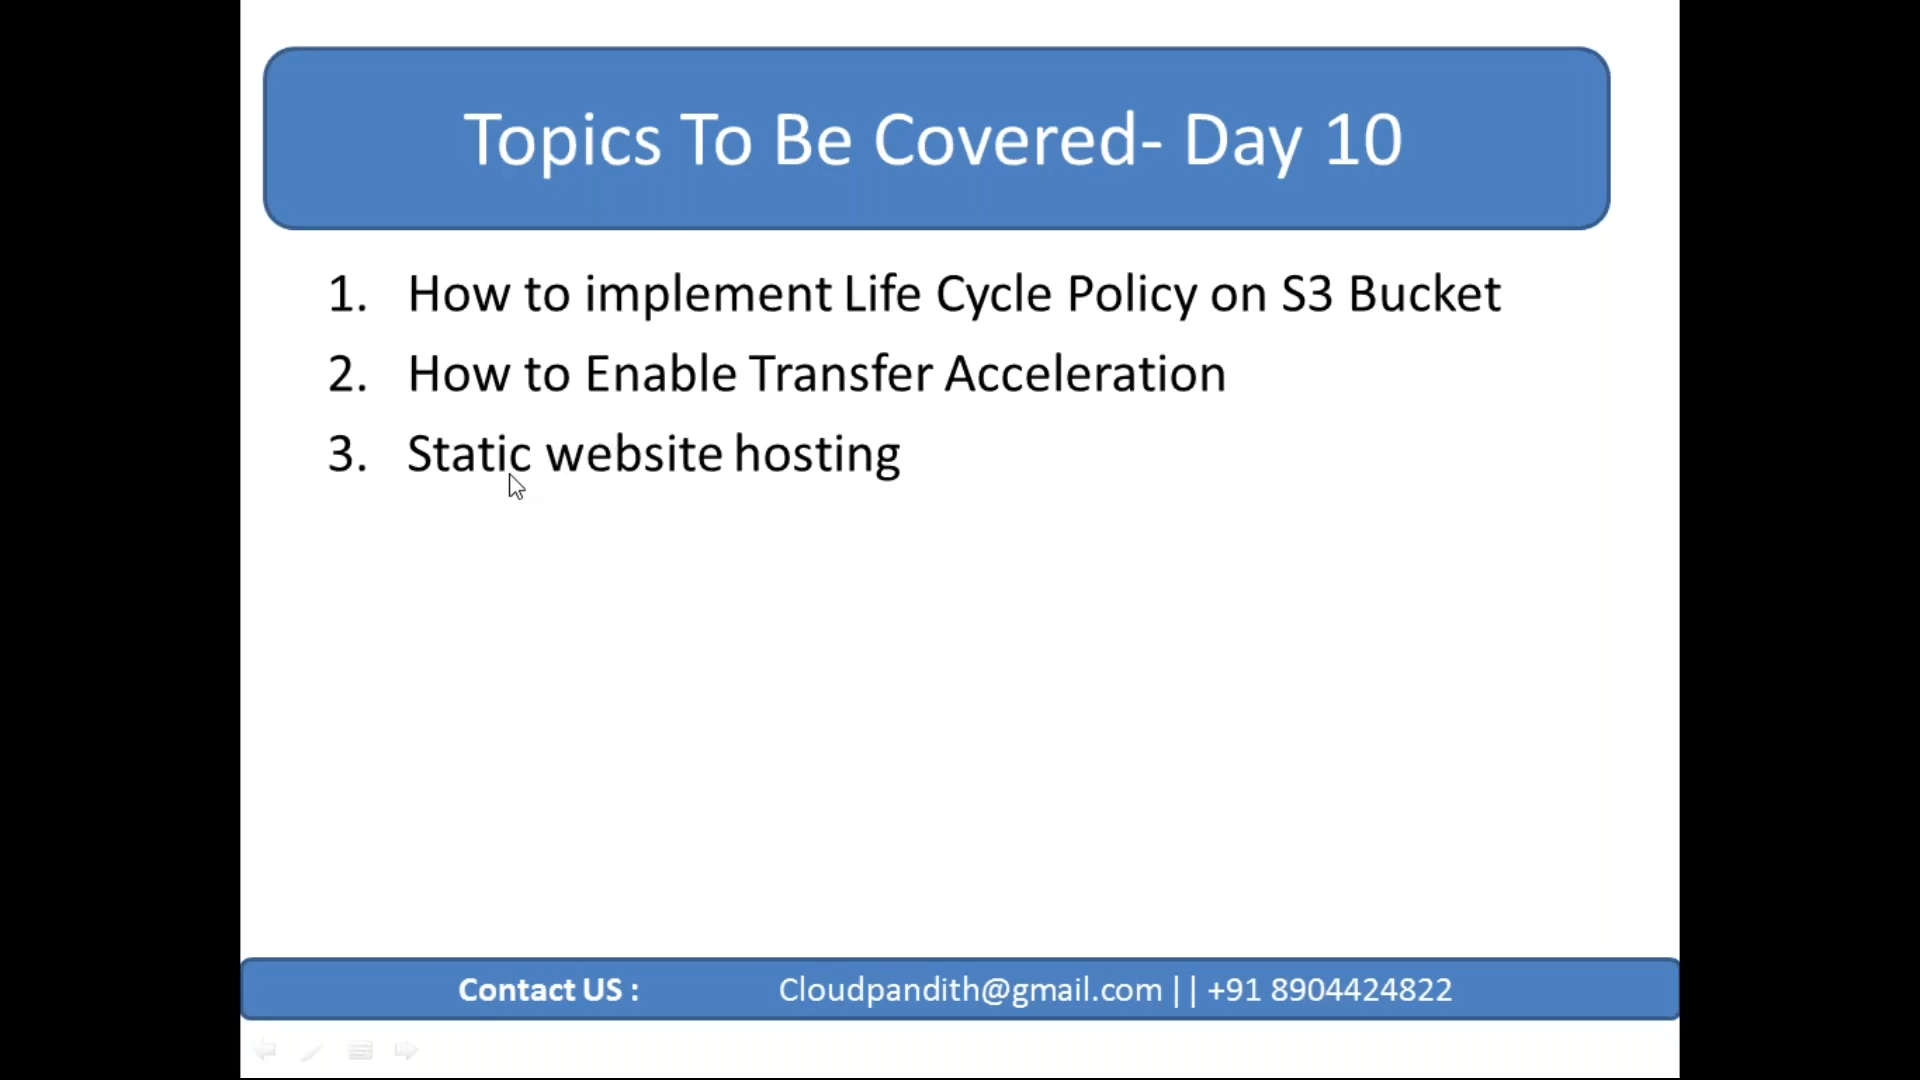 Topics To Be Covered- Day 10
1. How to implement Life Cycle Policy on S3 Bucket
2. How to Enable Transfer Acceleration
3. Static website hosting
Contact US : Cloudpandith@gmail.com || +91 8904424822